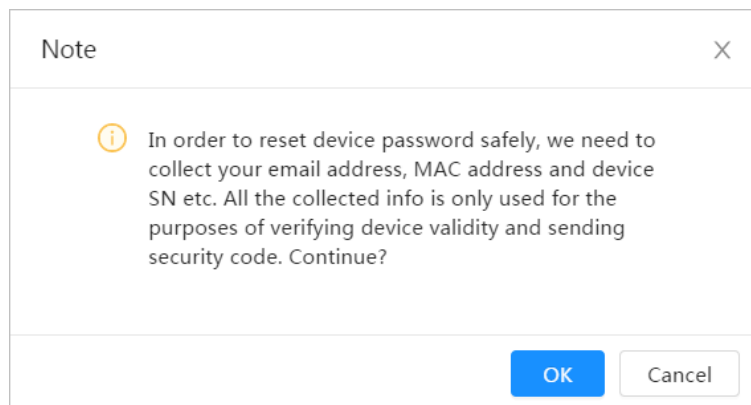 Note
In order to reset device password safely, we need to
collect your email address, MAC address and device
SN etc. All the collected info is only used for the
purposes of verifying device validity and sending
security code. Continue?
OK
Cancel